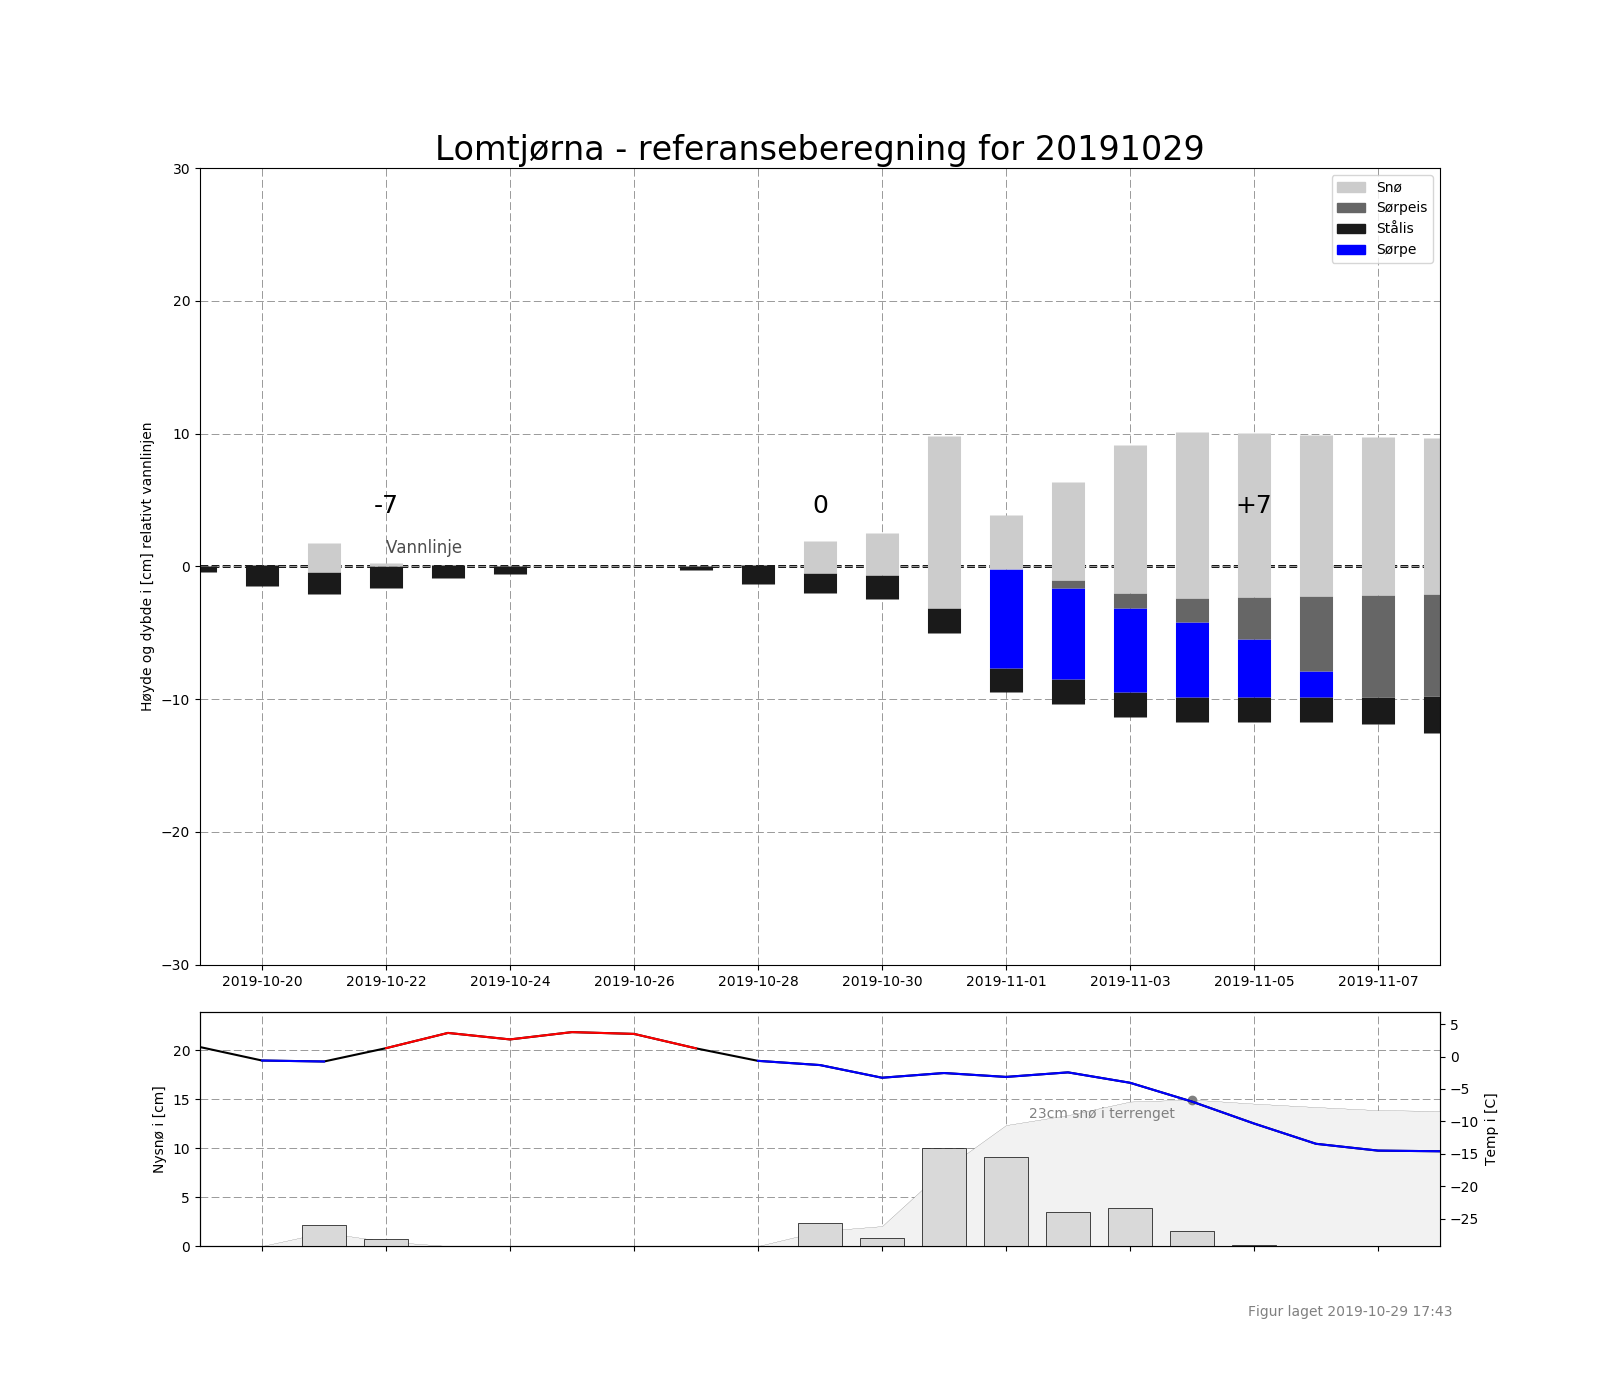 Lomtjørna - referanseberegning for 20191029
30
20
10
0
−10
−20
−30
Høyde og dybde i [cm] relativt vannlinjen
Snø
Sørpeis
Stålis
Sørpe
-7
0
+7
Vannlinje
2019-10-20 2019-10-22 2019-10-24 2019-10-26 2019-10-28 2019-10-30 2019-11-01 2019-11-03 2019-11-05 2019-11-07
20
15
10
5
0
Nysnø i [cm]
23cm snø i terrenget
5
0
−5
−10
−15
−20
−25
Temp i [C]
Figur laget 2019-10-29 17:43